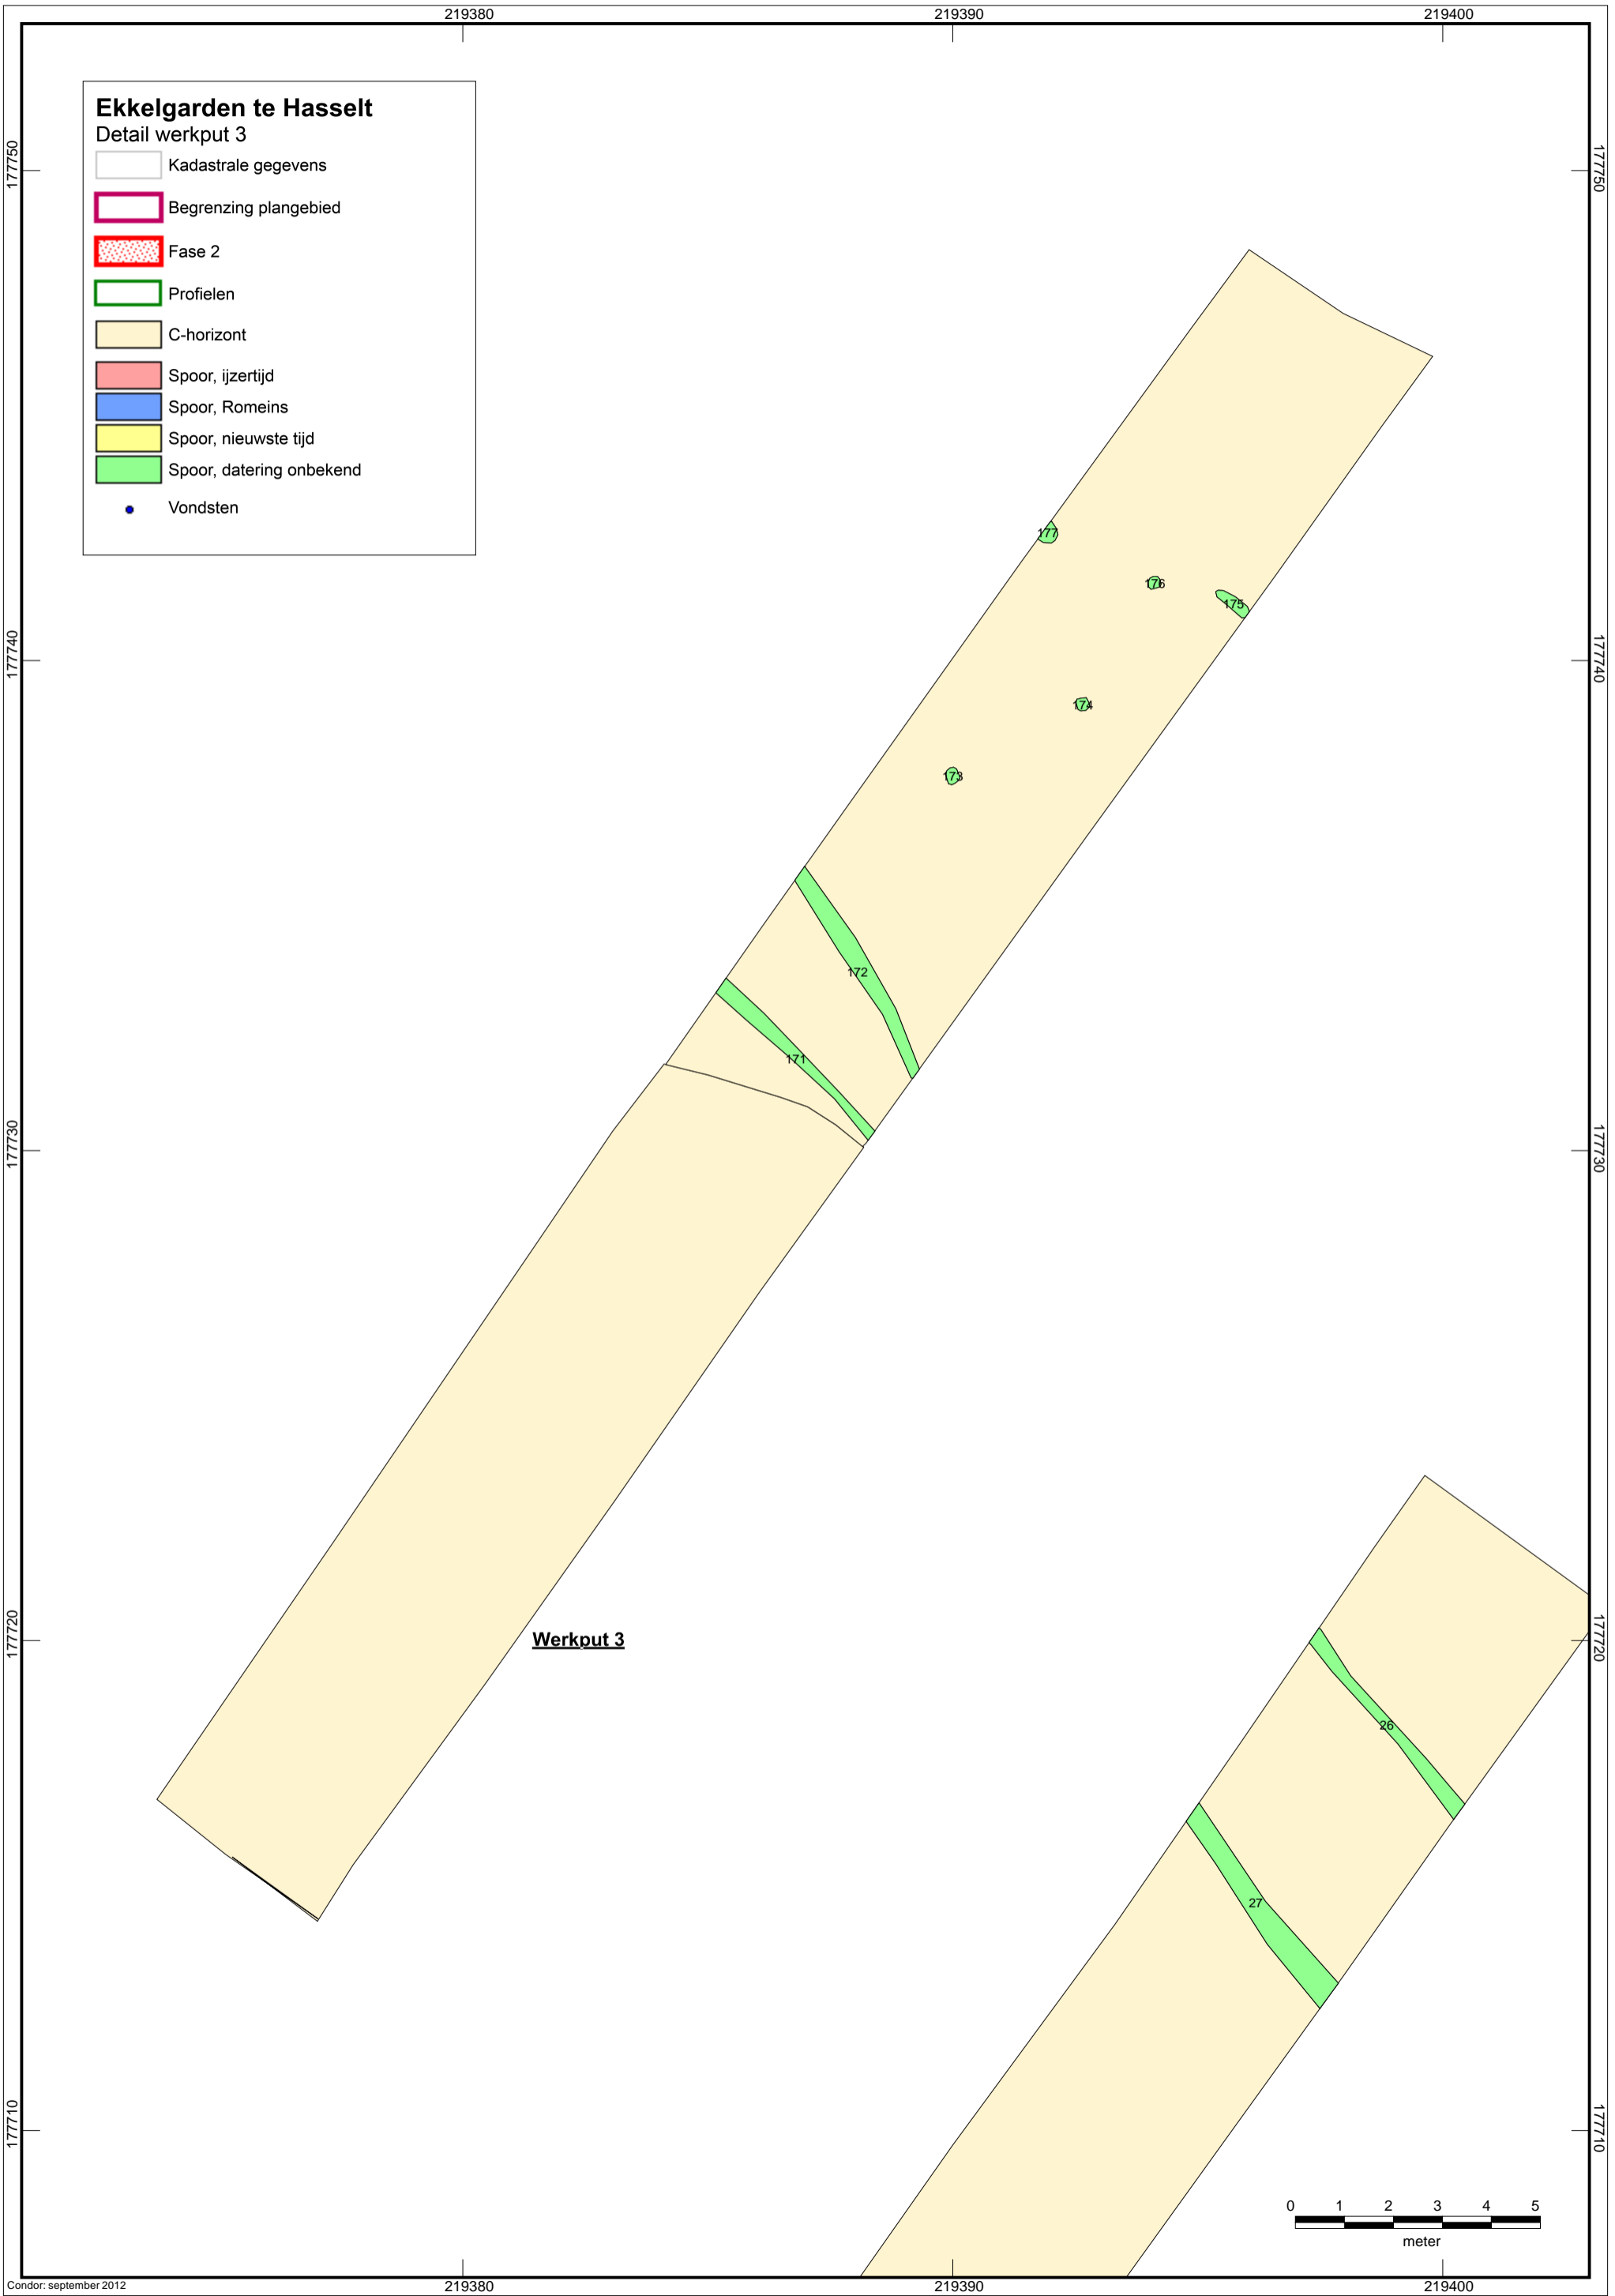 219380
219390
219400
Ekkelgarden te Hasselt
Detail werkput 3
Kadastrale gegevens
Begrenzing plangebied
Fase 2
Profielen
C-horizont
Spoor, ijzertijd
Spoor, Romeins
Spoor, nieuwste tijd
Spoor, datering onbekend
Vondsten
177750
177750
177
176
175
177740
177740
174
173
172
171
177730
177730
Werkput 3
177720
177720
26
27
177710
177710
0 1 2 3 4 5
meter
Condor: september 2012
219380
219390
219400